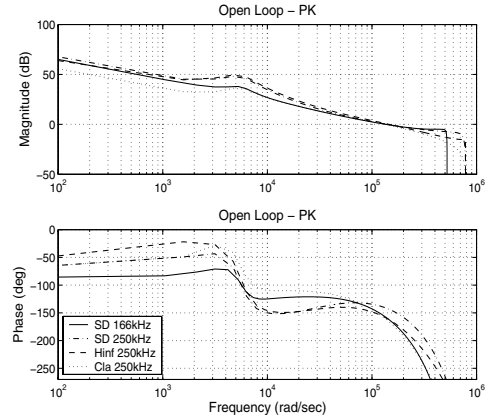 Open Loop – PK
100
50
0
−50
Magnitude (dB)
10^2 10^3 10^4 10^5 10^6
Open Loop – PK
0
−50
−100
−150
−200
−250
Phase (deg)
SD 166kHz
SD 250kHz
Hinf 250kHz
Cla 250kHz
10^2 10^3 10^4 10^5 10^6
Frequency (rad/sec)